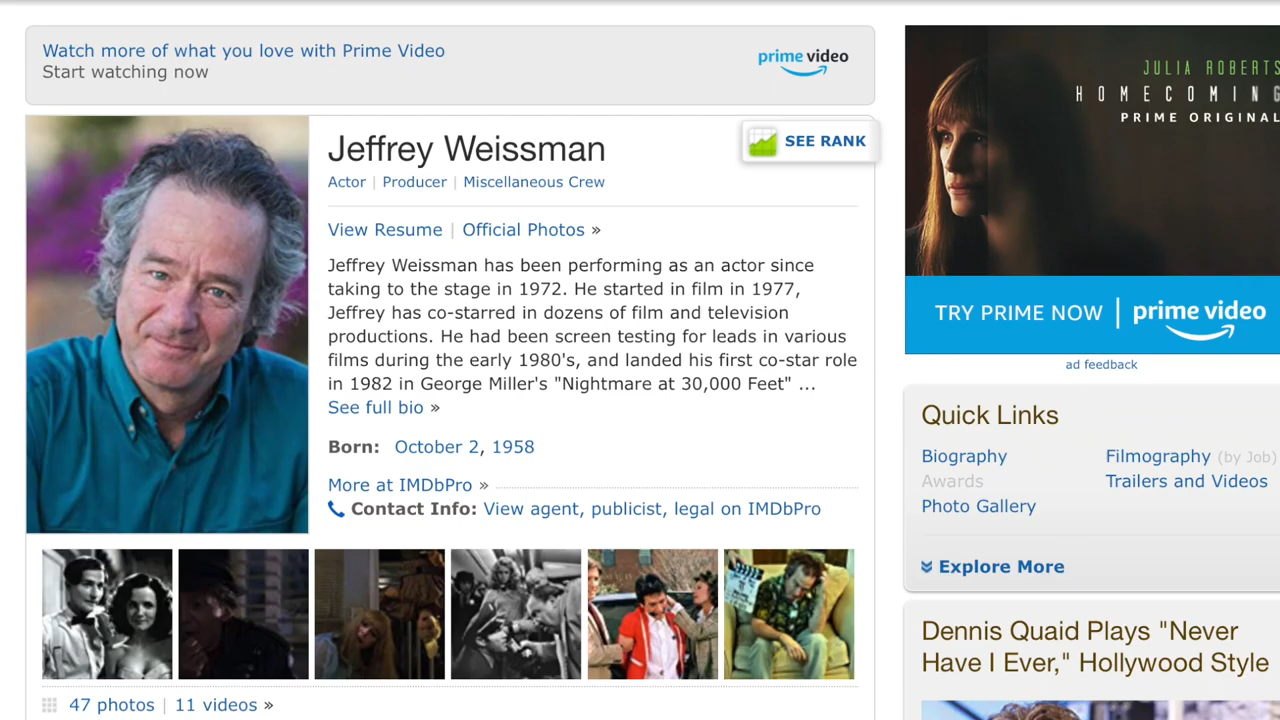 Watch more of what you love with Prime Video
Start watching now
prime video
Jeffrey Weissman
SEE RANK
Actor | Producer | Miscellaneous Crew
View Resume | Official Photos »
Jeffrey Weissman has been performing as an actor since
taking to the stage in 1972. He started in film in 1977,
Jeffrey has co-starred in dozens of film and television
productions. He had been screen testing for leads in various
films during the early 1980's, and landed his first co-star role
in 1982 in George Miller's "Nightmare at 30,000 Feet" ...
See full bio »
Born: October 2, 1958
More at IMDbPro »
Contact Info: View agent, publicist, legal on IMDbPro
47 photos | 11 videos »
JULIA ROBERTS
HOMECOMING
PRIME ORIGINAL
TRY PRIME NOW | prime video
ad feedback
Quick Links
Biography
Filmography (by Job)
Awards
Trailers and Videos
Photo Gallery
Explore More
Dennis Quaid Plays "Never
Have I Ever," Hollywood Style